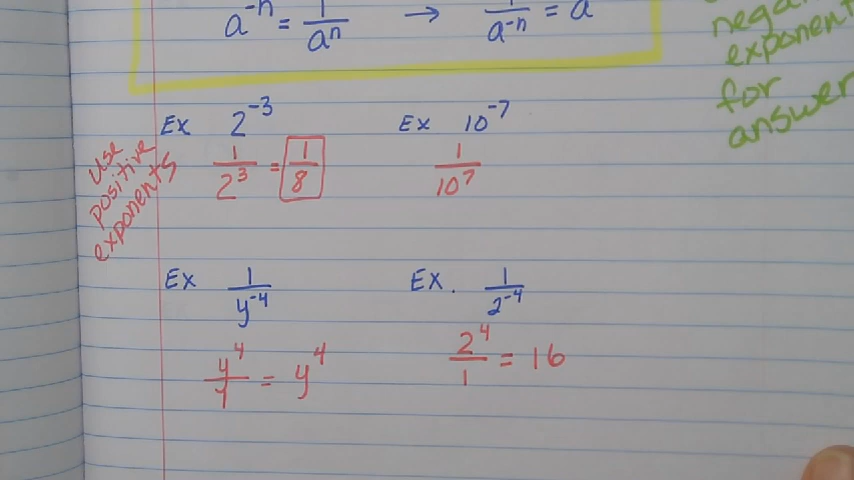 a⁻ⁿ = 1/aⁿ → 1/a⁻ⁿ = a
exponent
for
answer
Use
positive
exponents
Ex 2⁻³
1/2³ = 1/8
Ex 10⁻⁷
1/10⁷
Ex 1/y⁻⁴
y⁴/1 = y⁴
Ex. 1/2⁻⁴
2⁴/1 = 16